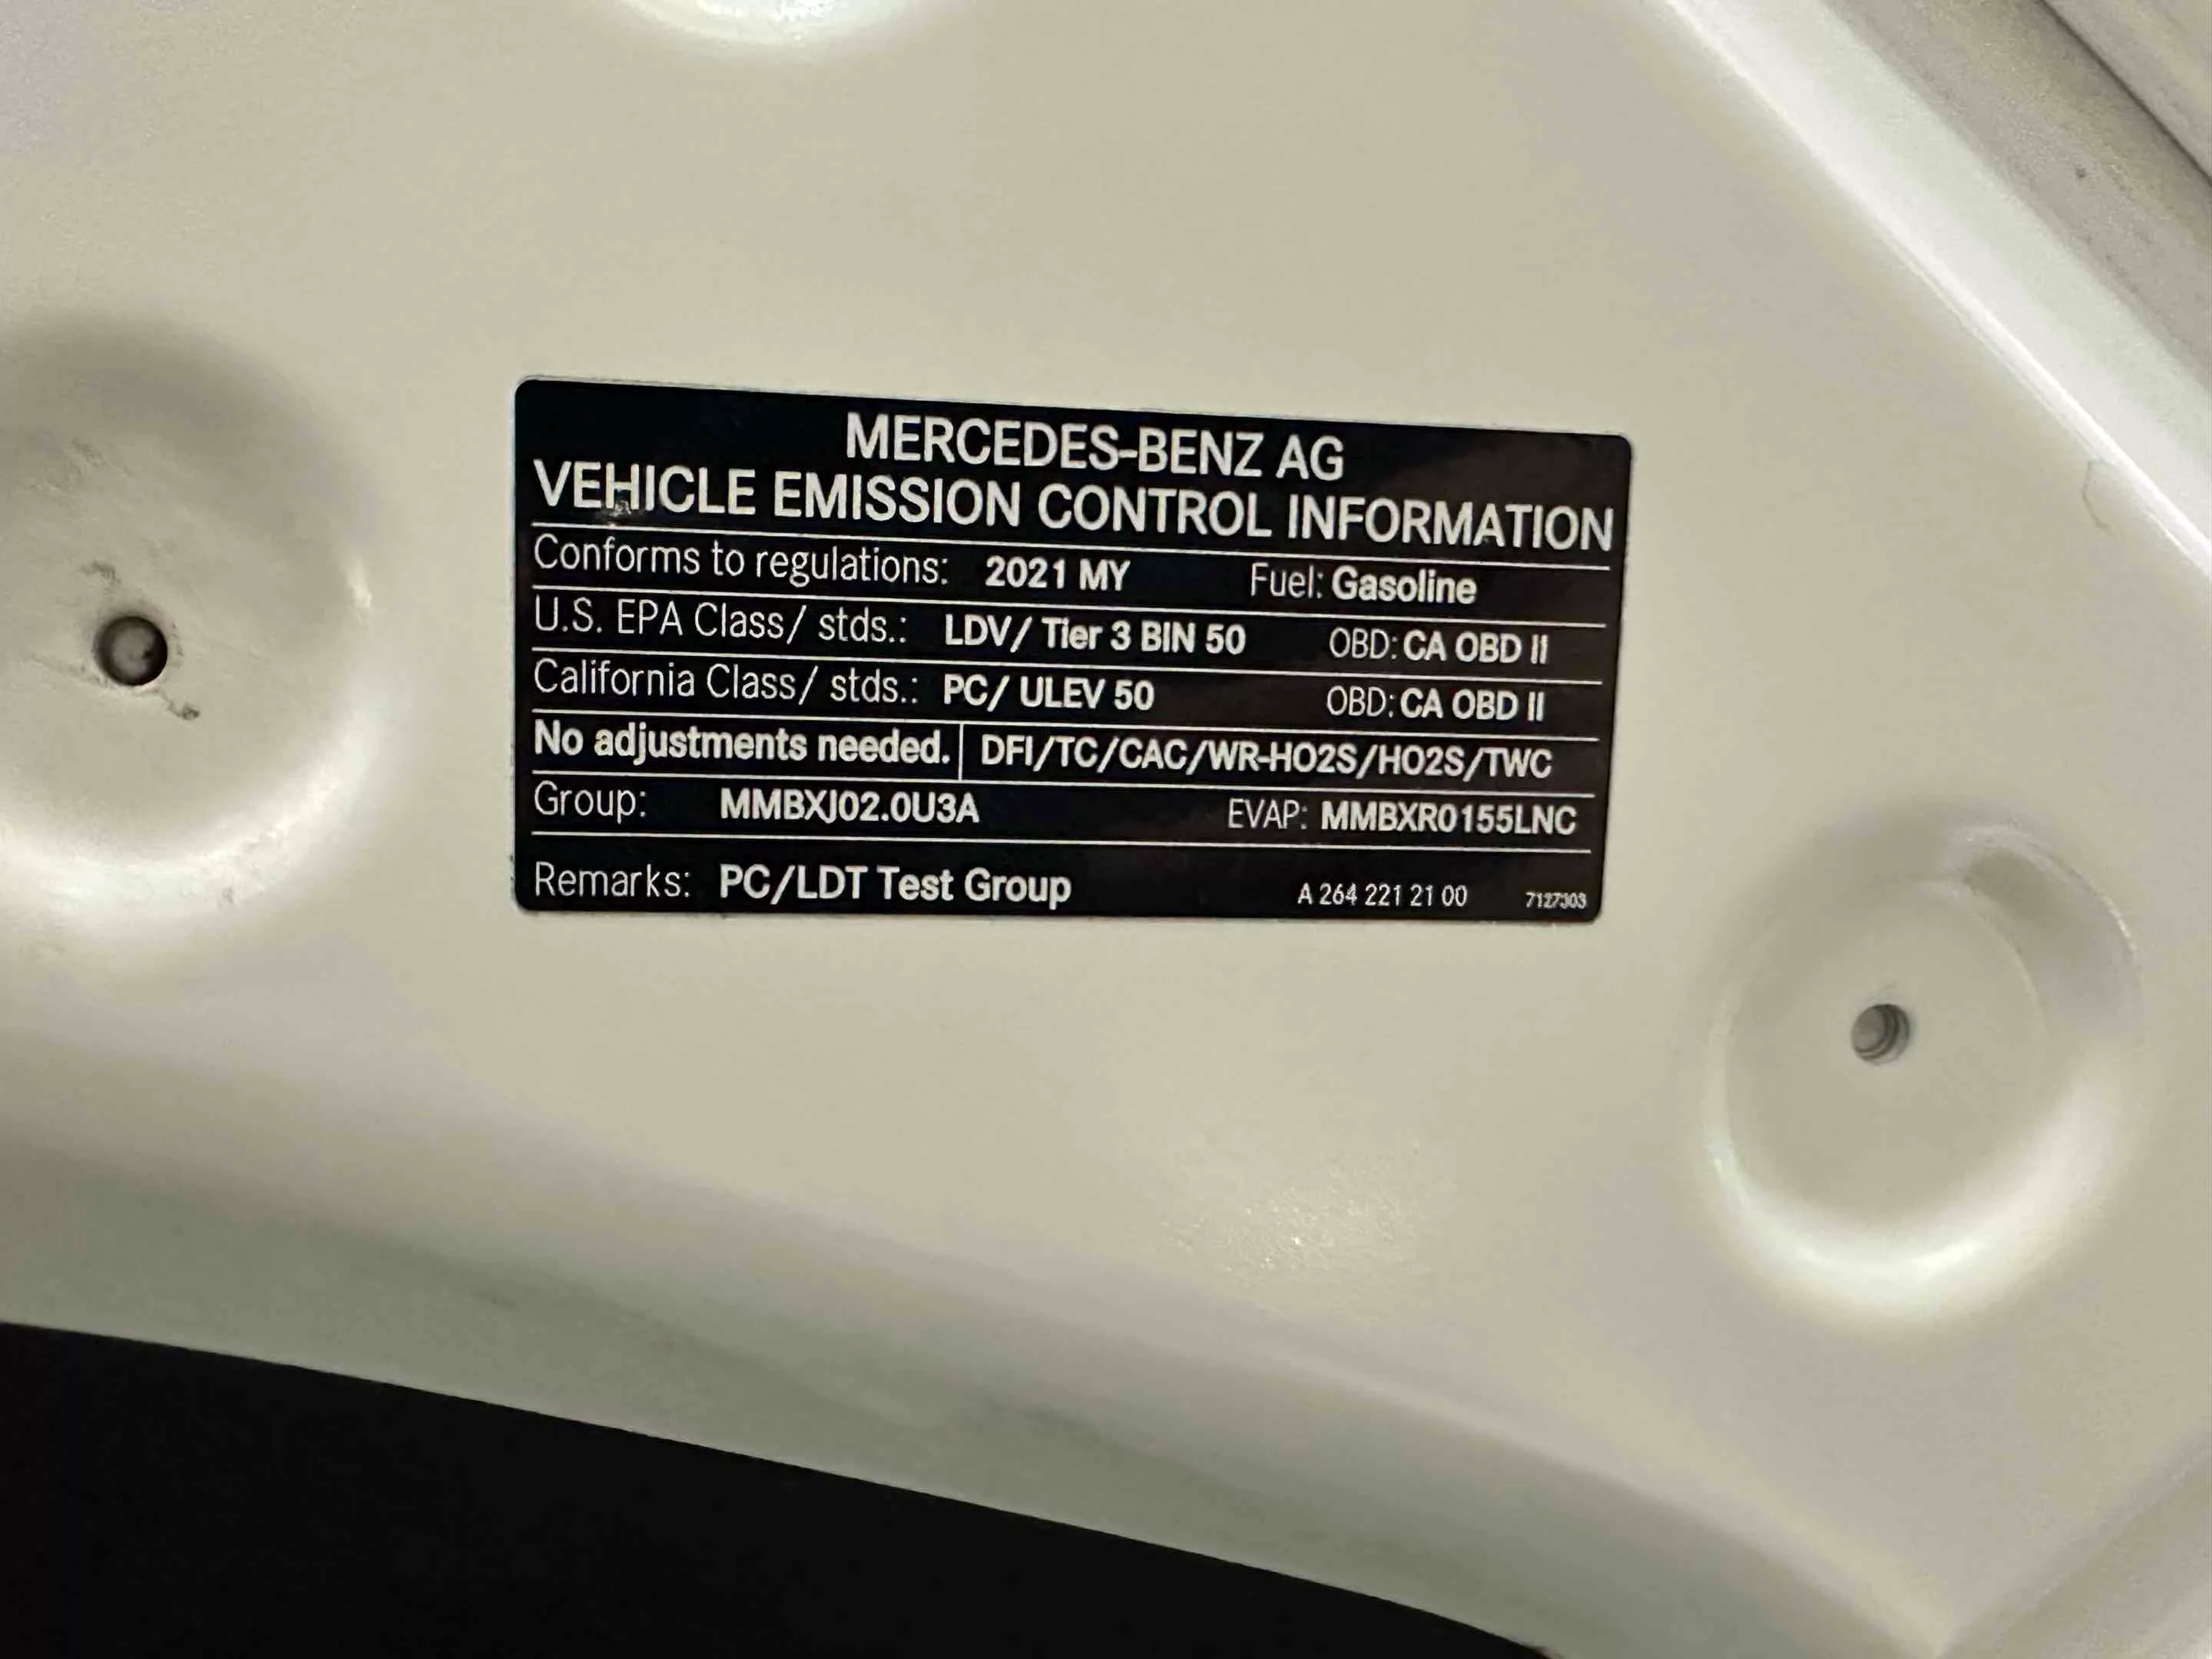 MERCEDES-BENZ AG
VEHICLE EMISSION CONTROL INFORMATION
Conforms to regulations: 2021 MY Fuel: Gasoline
U.S. EPA Class/ stds.: LDV/ Tier 3 BIN 50 OBD: CA OBD II
California Class/ stds.: PC/ ULEV 50 OBD: CA OBD II
No adjustments needed. DFI/TC/CAC/WR-HO2S/HO2S/TWC
Group: MMBXJ02.0U3A EVAP: MMBXR0155LNC
Remarks: PC/LDT Test Group A 264 221 21 00 7127303